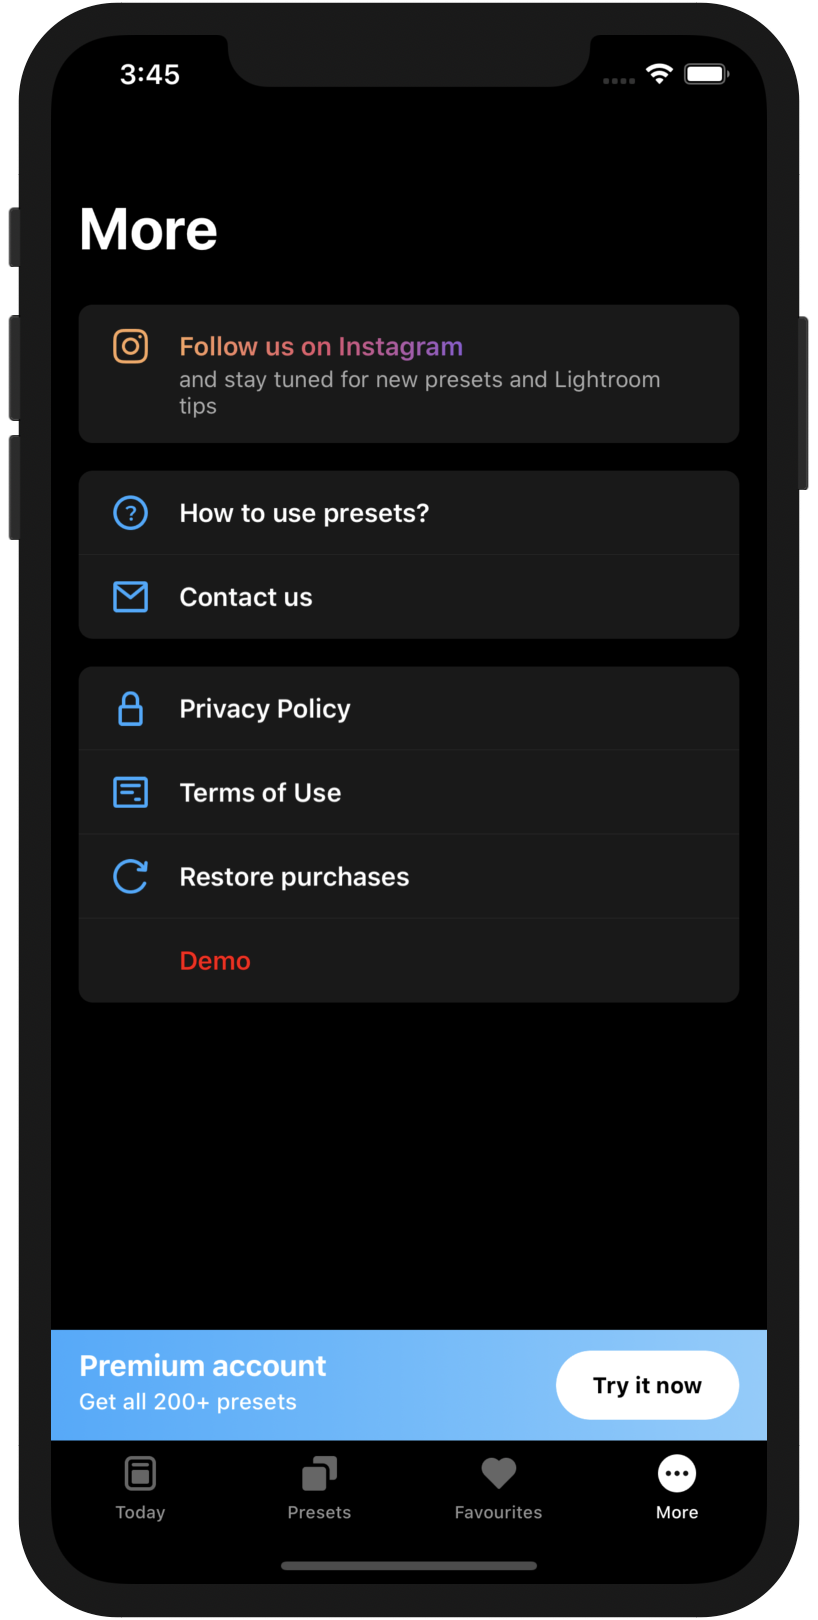 3:45
More
Follow us on Instagram
and stay tuned for new presets and Lightroom
tips
How to use presets?
Contact us
Privacy Policy
Terms of Use
Restore purchases
Demo
Premium account
Get all 200+ presets
Try it now
Today
Presets
Favourites
More